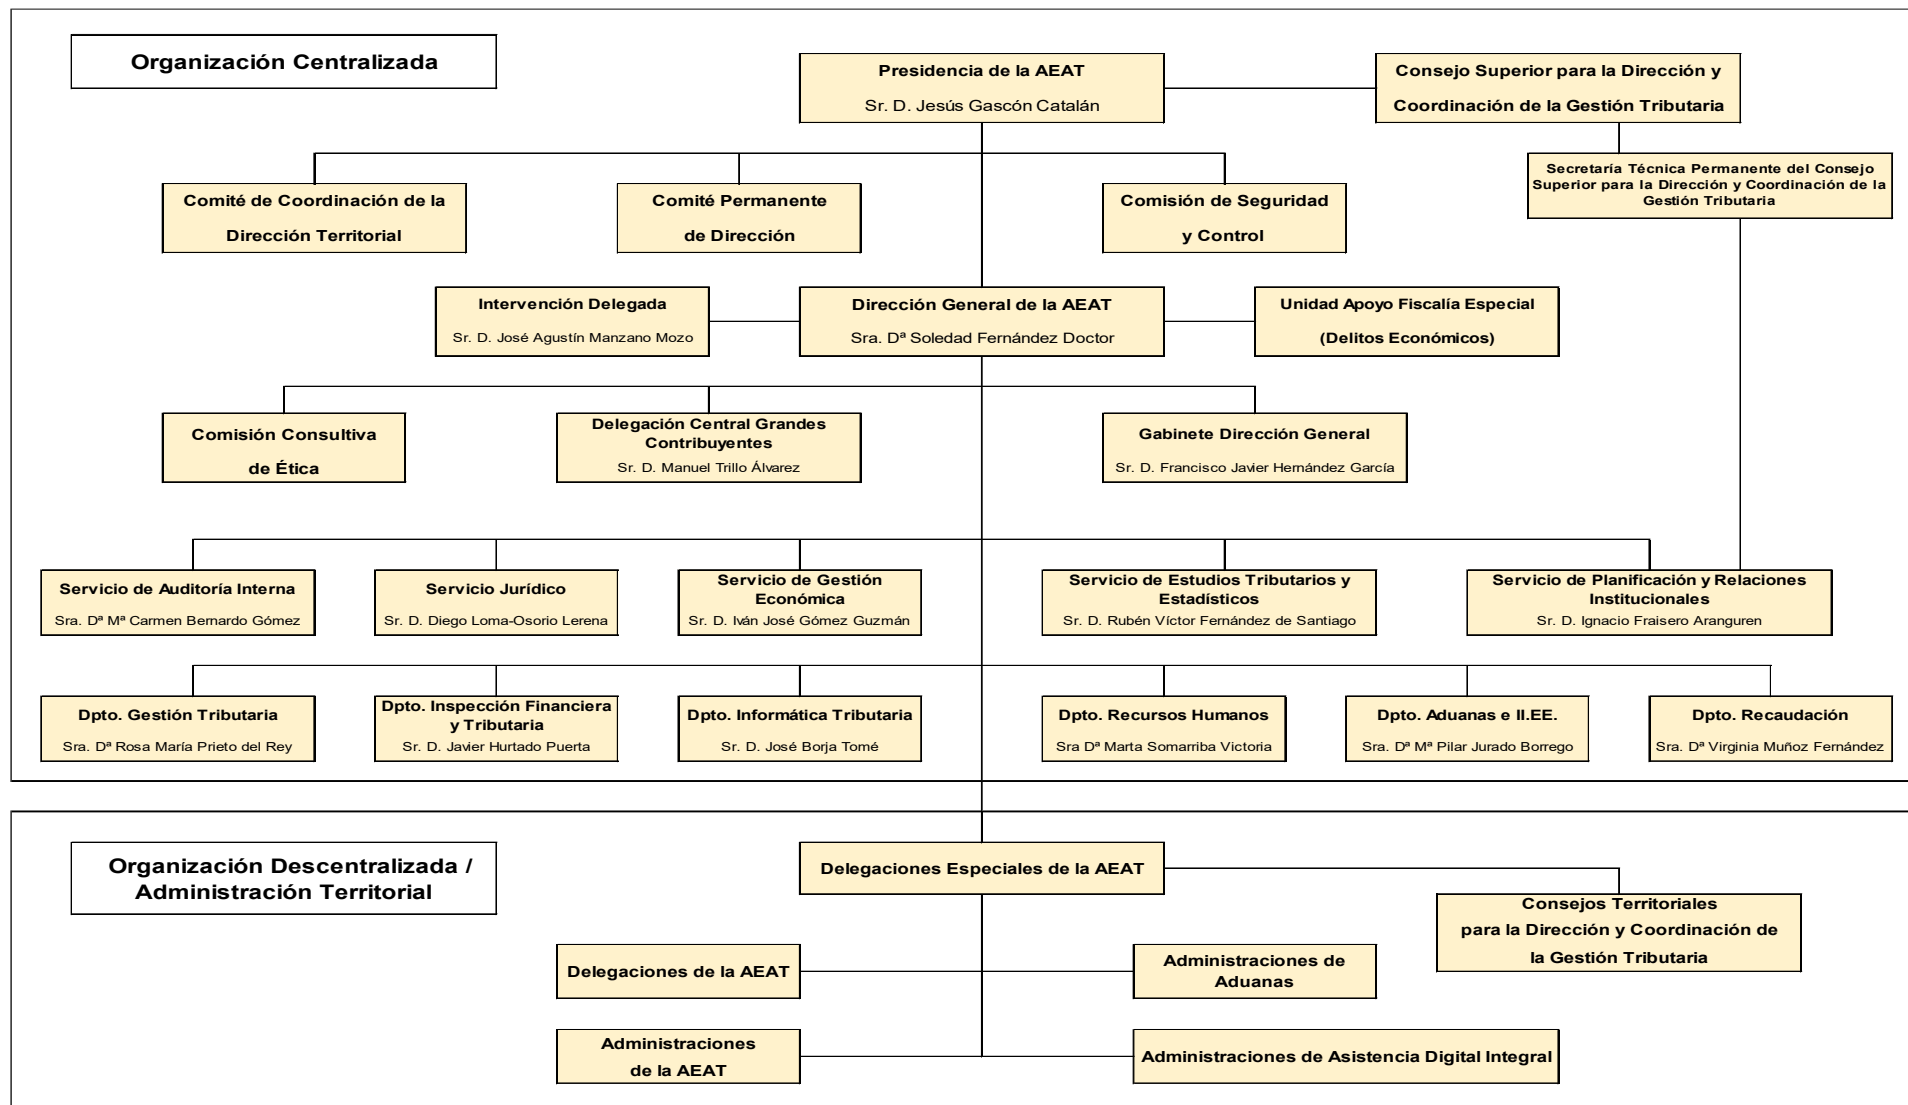 Organización Centralizada
Presidencia de la AEAT
Sr. D. Jesús Gascón Catalán
Consejo Superior para la Dirección y
Coordinación de la Gestión Tributaria
Secretaría Técnica Permanente del Consejo
Superior para la Dirección y Coordinación de la
Gestión Tributaria
Comité de Coordinación de la
Dirección Territorial
Comité Permanente
de Dirección
Comisión de Seguridad
y Control
Intervención Delegada
Sr. D. José Agustín Manzano Mozo
Dirección General de la AEAT
Sra. Dª Soledad Fernández Doctor
Unidad Apoyo Fiscalía Especial
(Delitos Económicos)
Comisión Consultiva
de Ética
Delegación Central Grandes
Contribuyentes
Sr. D. Manuel Trillo Álvarez
Gabinete Dirección General
Sr. D. Francisco Javier Hernández García
Servicio de Auditoría Interna
Sra. Dª Mª Carmen Bernardo Gómez
Servicio Jurídico
Sr. D. Diego Loma-Osorio Lerena
Servicio de Gestión
Económica
Sr. D. Iván José Gómez Guzmán
Servicio de Estudios Tributarios y
Estadísticos
Sr. D. Rubén Víctor Fernández de Santiago
Servicio de Planificación y Relaciones
Institucionales
Sr. D. Ignacio Fraisero Aranguren
Dpto. Gestión Tributaria
Sra. Dª Rosa María Prieto del Rey
Dpto. Inspección Financiera
y Tributaria
Sr. D. Javier Hurtado Puerta
Dpto. Informática Tributaria
Sr. D. José Borja Tomé
Dpto. Recursos Humanos
Sra Dª Marta Somarriba Victoria
Dpto. Aduanas e II.EE.
Sra. Dª Mª Pilar Jurado Borrego
Dpto. Recaudación
Sra. Dª Virginia Muñoz Fernández
Organización Descentralizada /
Administración Territorial
Delegaciones Especiales de la AEAT
Consejos Territoriales
para la Dirección y Coordinación de
la Gestión Tributaria
Delegaciones de la AEAT
Administraciones de
Aduanas
Administraciones
de la AEAT
Administraciones de Asistencia Digital Integral